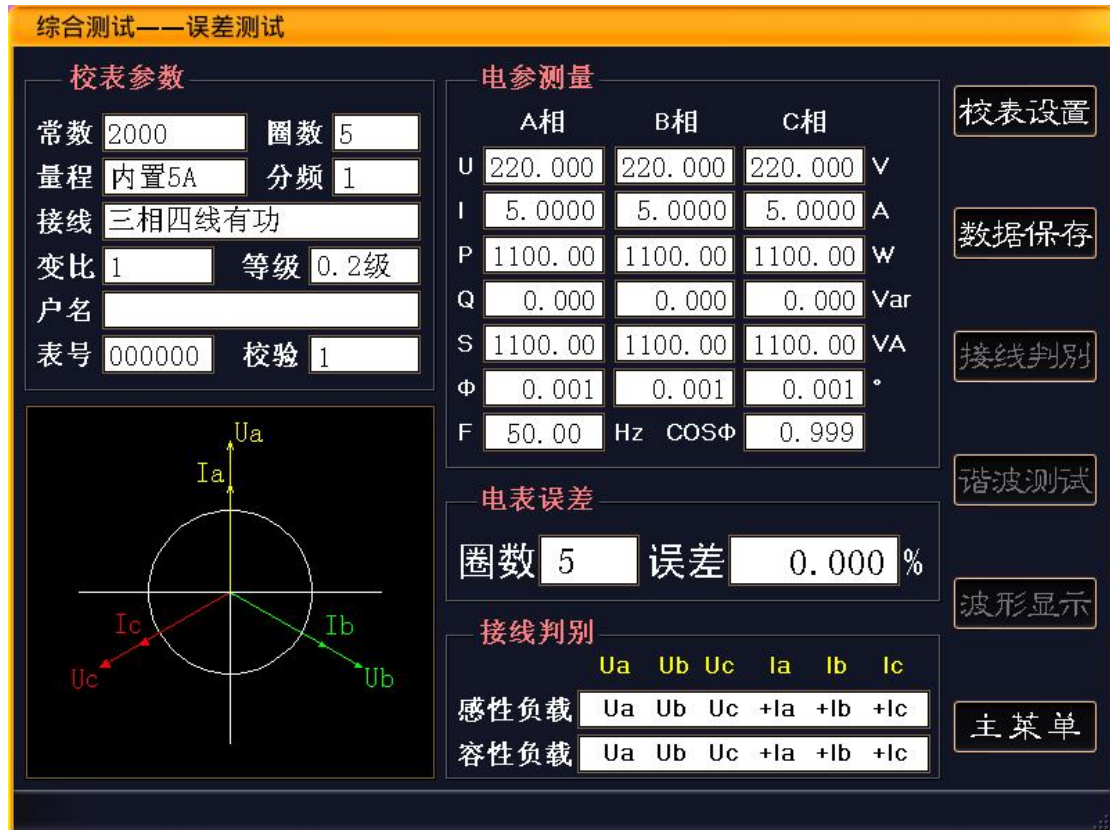 综合测试——误差测试
校表参数
常数 2000 圈数 5
量程 内置5A 分频 1
接线 三相四线有功
变比 1 等级 0.2级
户名
表号 000000 校验 1
Ua
Ia
Ic
Ib
Uc
Ub
电参测量
A相 B相 C相
U 220.000 220.000 220.000 V
I 5.0000 5.0000 5.0000 A
P 1100.00 1100.00 1100.00 W
Q 0.000 0.000 0.000 Var
S 1100.00 1100.00 1100.00 VA
Φ 0.001 0.001 0.001 °
F 50.00 Hz COSΦ 0.999
电表误差
圈数 5 误差 0.000 %
接线判别
Ua Ub Uc Ia Ib Ic
感性负载 Ua Ub Uc +Ia +Ib +Ic
容性负载 Ua Ub Uc +Ia +Ib +Ic
校表设置
数据保存
接线判别
谐波测试
波形显示
主菜单